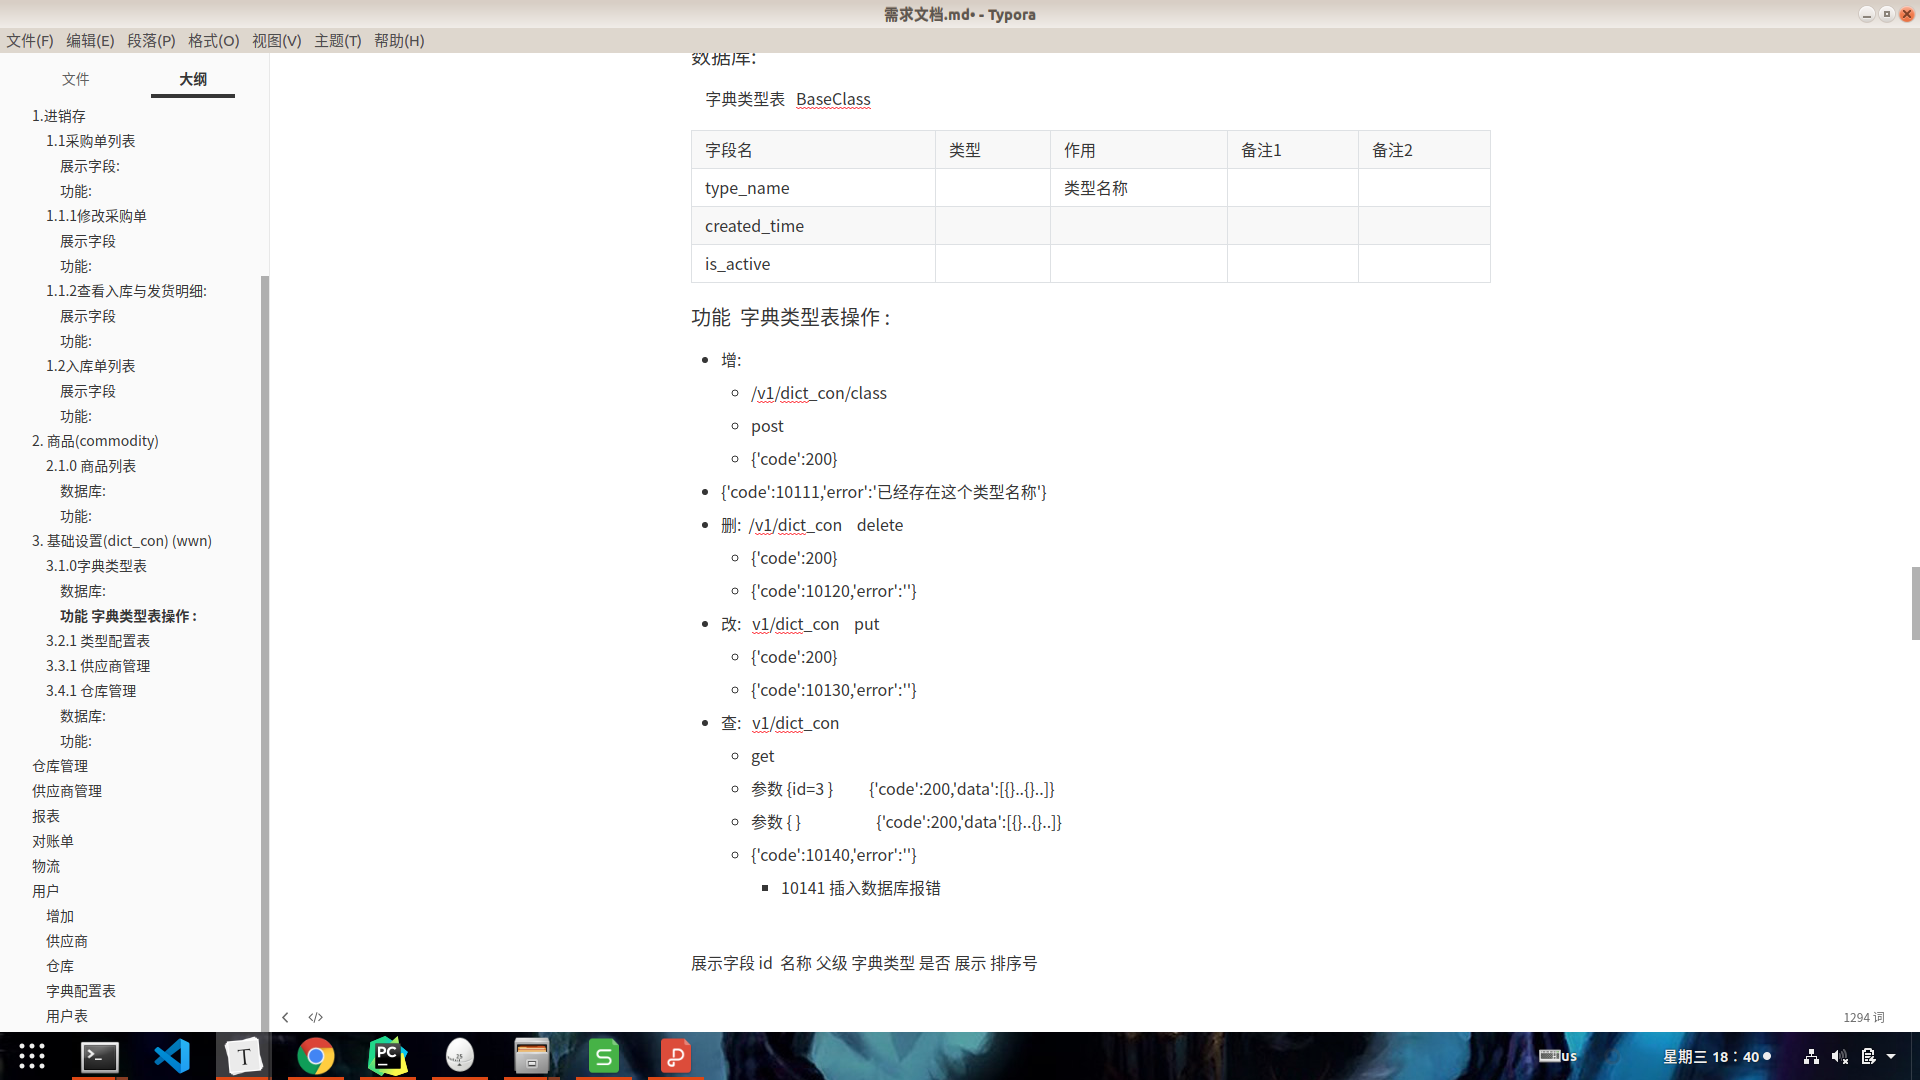 需求文档.md• - Typora
文件(F) 编辑(E) 段落(P) 格式(O) 视图(V) 主题(T) 帮助(H)
文件 大纲
1.进销存
1.1采购单列表
展示字段:
功能:
1.1.1修改采购单
展示字段
功能:
1.1.2查看入库与发货明细:
展示字段
功能:
1.2入库单列表
展示字段
功能:
2. 商品(commodity)
2.1.0 商品列表
数据库:
功能:
3. 基础设置(dict_con) (wwn)
3.1.0字典类型表
数据库:
功能 字典类型表操作 :
3.2.1 类型配置表
3.3.1 供应商管理
3.4.1 仓库管理
数据库:
功能:
仓库管理
供应商管理
报表
对账单
物流
用户
增加
供应商
仓库
字典配置表
用户表
数据库:
字典类型表 BaseClass
字段名 类型 作用 备注1 备注2
type_name 类型名称
created_time
is_active
功能 字典类型表操作 :
增:
/v1/dict_con/class
post
{'code':200}
{'code':10111,'error':'已经存在这个类型名称'}
删: /v1/dict_con delete
{'code':200}
{'code':10120,'error':''}
改: v1/dict_con put
{'code':200}
{'code':10130,'error':''}
查: v1/dict_con
get
参数 {id=3 } {'code':200,'data':[{}..{}..]}
参数 { } {'code':200,'data':[{}..{}..]}
{'code':10140,'error':''}
10141 插入数据库报错
展示字段 id 名称 父级 字典类型 是否 展示 排序号
1294 词
us
星期三 18：40